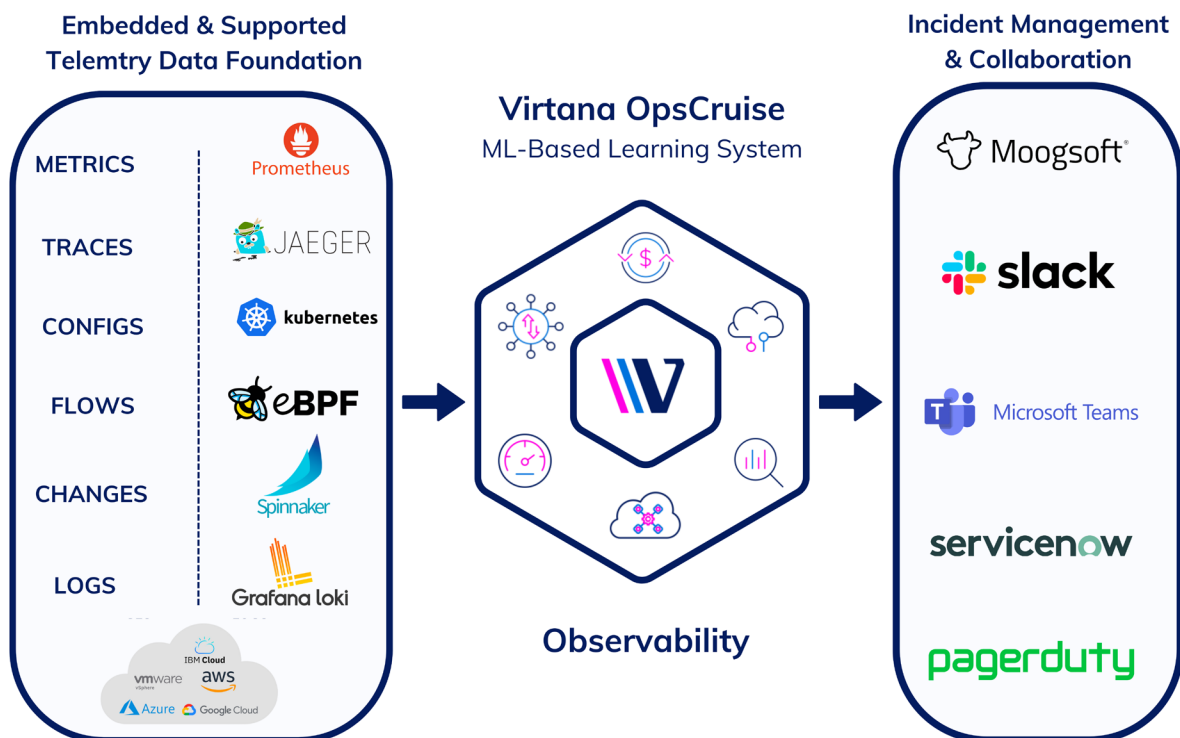 Embedded & Supported
Telemtry Data Foundation
METRICS
Prometheus
TRACES
JAEGER
CONFIGS
kubernetes
FLOWS
eBPF
CHANGES
Spinnaker
LOGS
Grafana loki
IBM Cloud
vmware
vSphere
aws
Azure
Google Cloud
Virtana OpsCruise
ML-Based Learning System
$
Observability
Incident Management
& Collaboration
Moogsoft®
slack
T
Microsoft Teams
servicenow
pagerduty